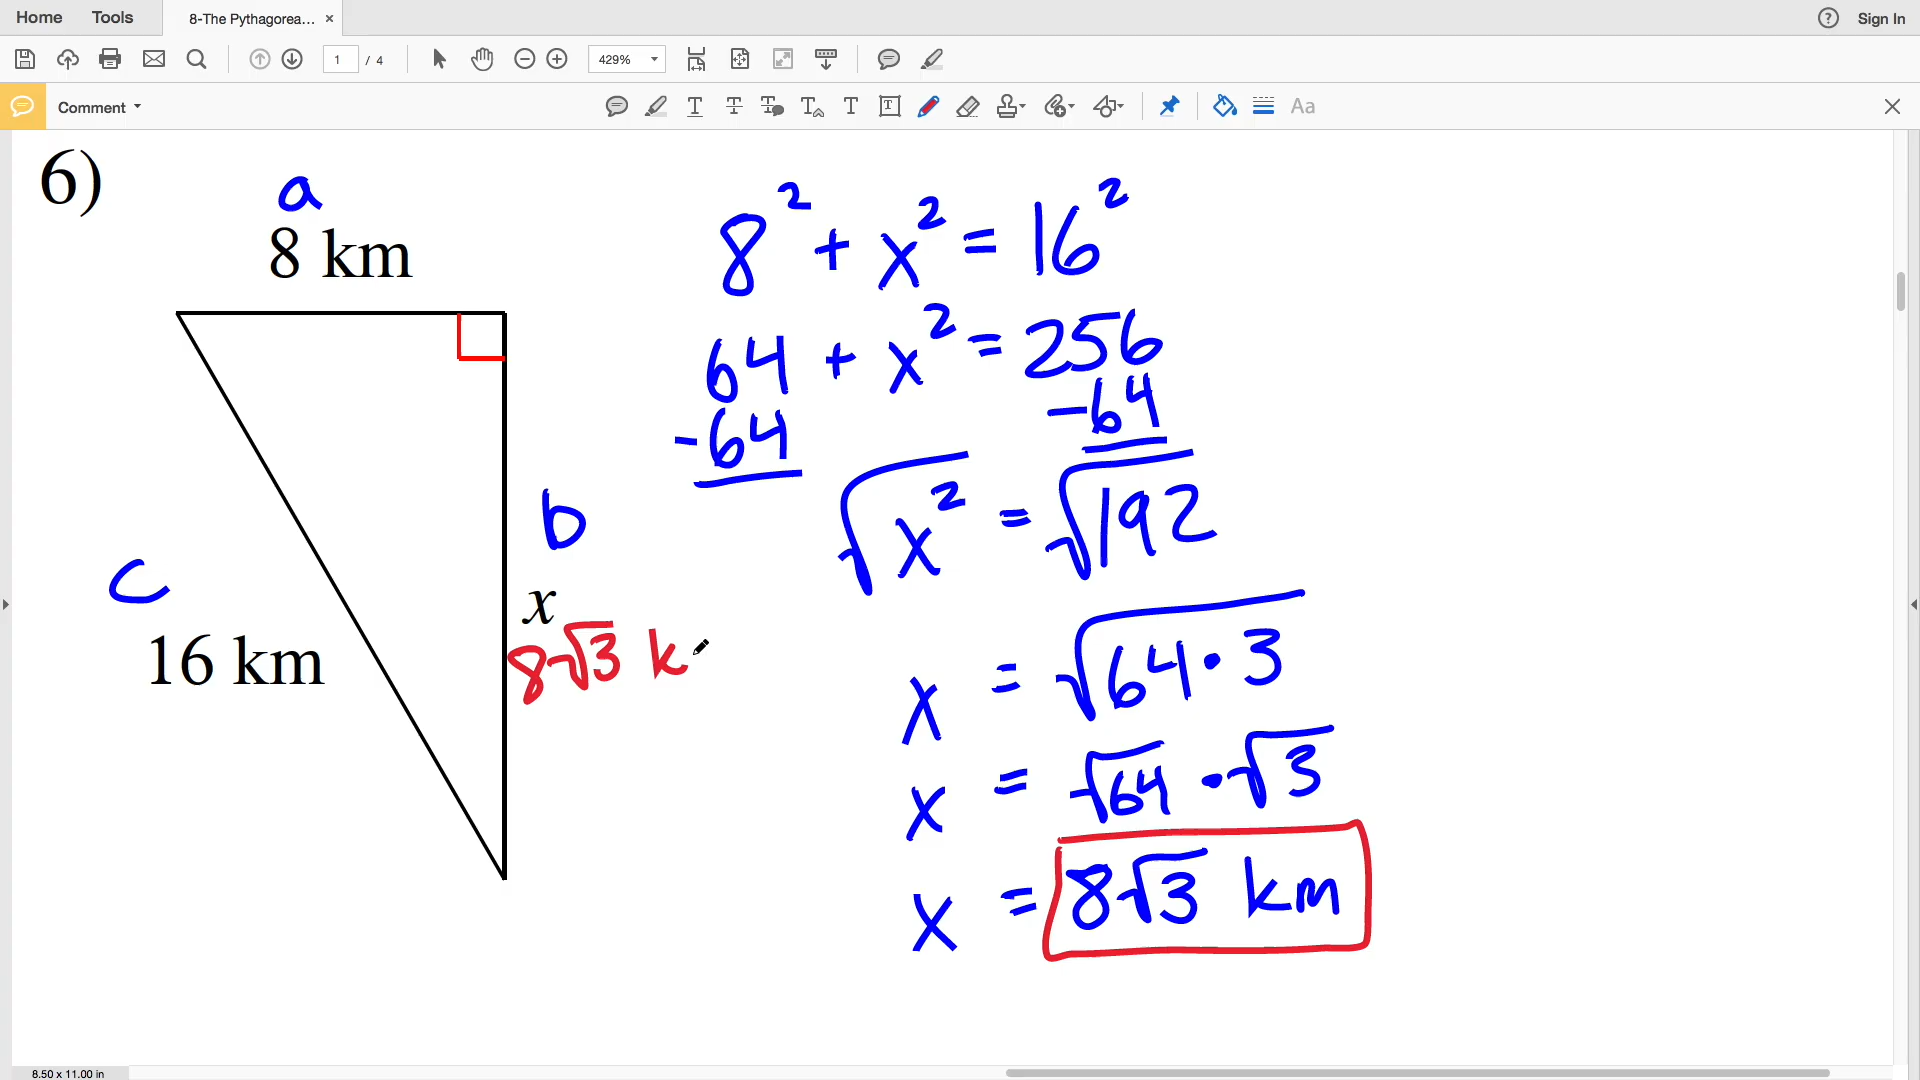 Home Tools 8-The Pythagorea... × ? Sign In
1 / 4 429%
Comment Aa
6)
a
8 km
b
x
8√3 k
c
16 km
8² + x² = 16²
64 + x² = 256
-64 -64
√x² = √192
x = √64·3
x = √64 · √3
x = 8√3 km
8.50 x 11.00 in